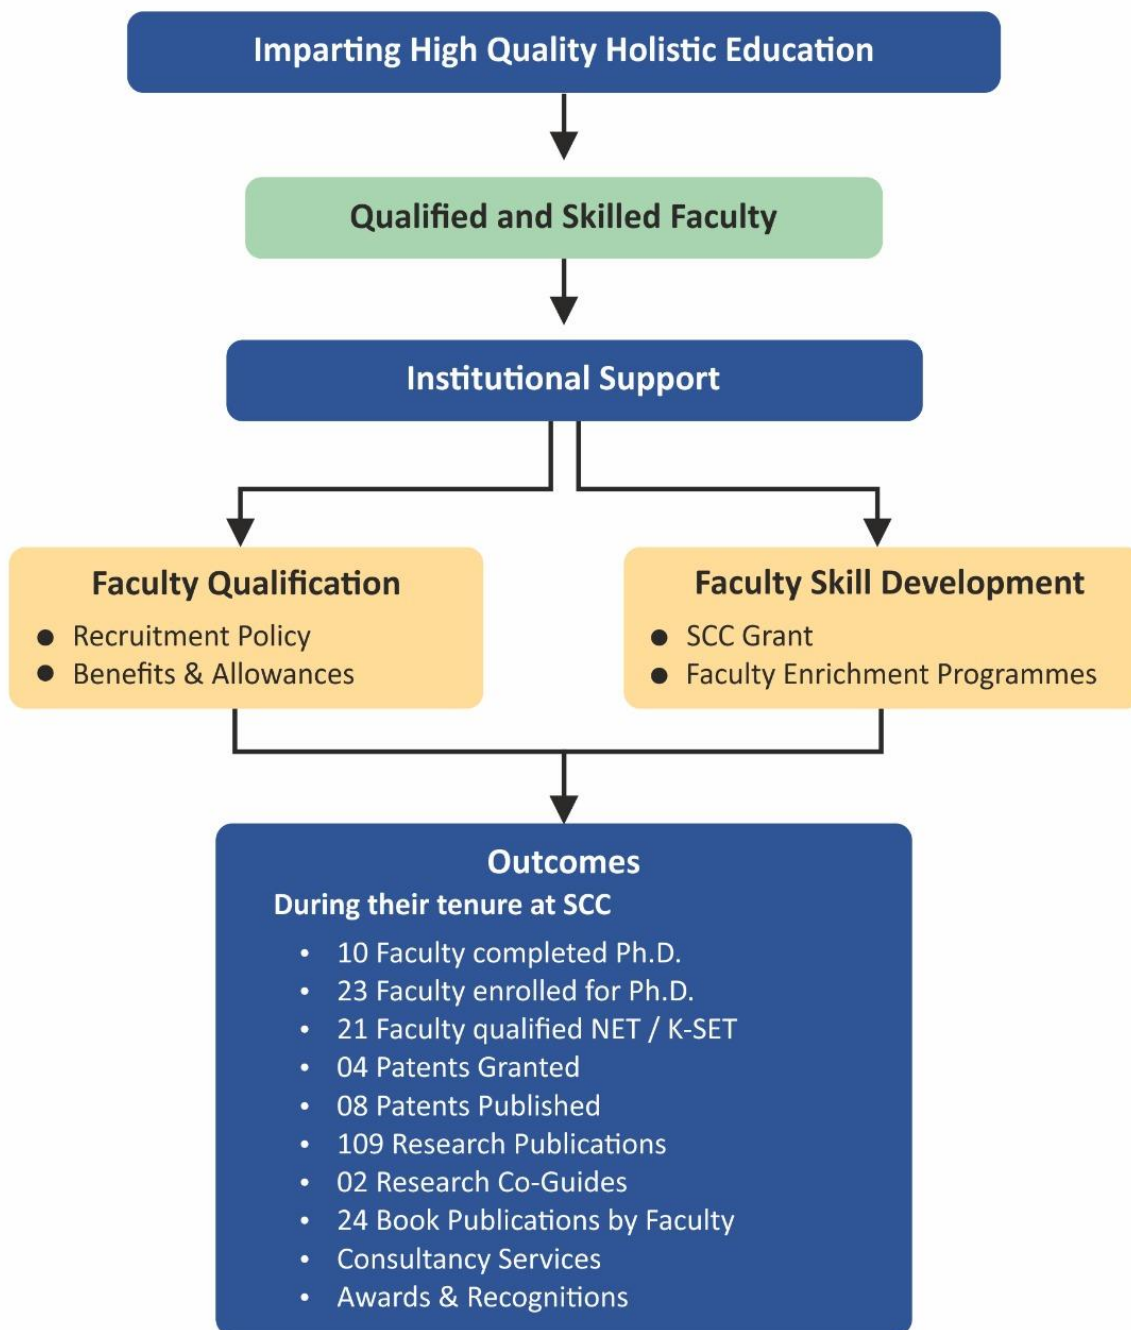 Imparting High Quality Holistic Education
Qualified and Skilled Faculty
Institutional Support
Faculty Qualification
● Recruitment Policy
● Benefits & Allowances
Faculty Skill Development
● SCC Grant
● Faculty Enrichment Programmes
Outcomes
During their tenure at SCC
• 10 Faculty completed Ph.D.
• 23 Faculty enrolled for Ph.D.
• 21 Faculty qualified NET / K-SET
• 04 Patents Granted
• 08 Patents Published
• 109 Research Publications
• 02 Research Co-Guides
• 24 Book Publications by Faculty
• Consultancy Services
• Awards & Recognitions